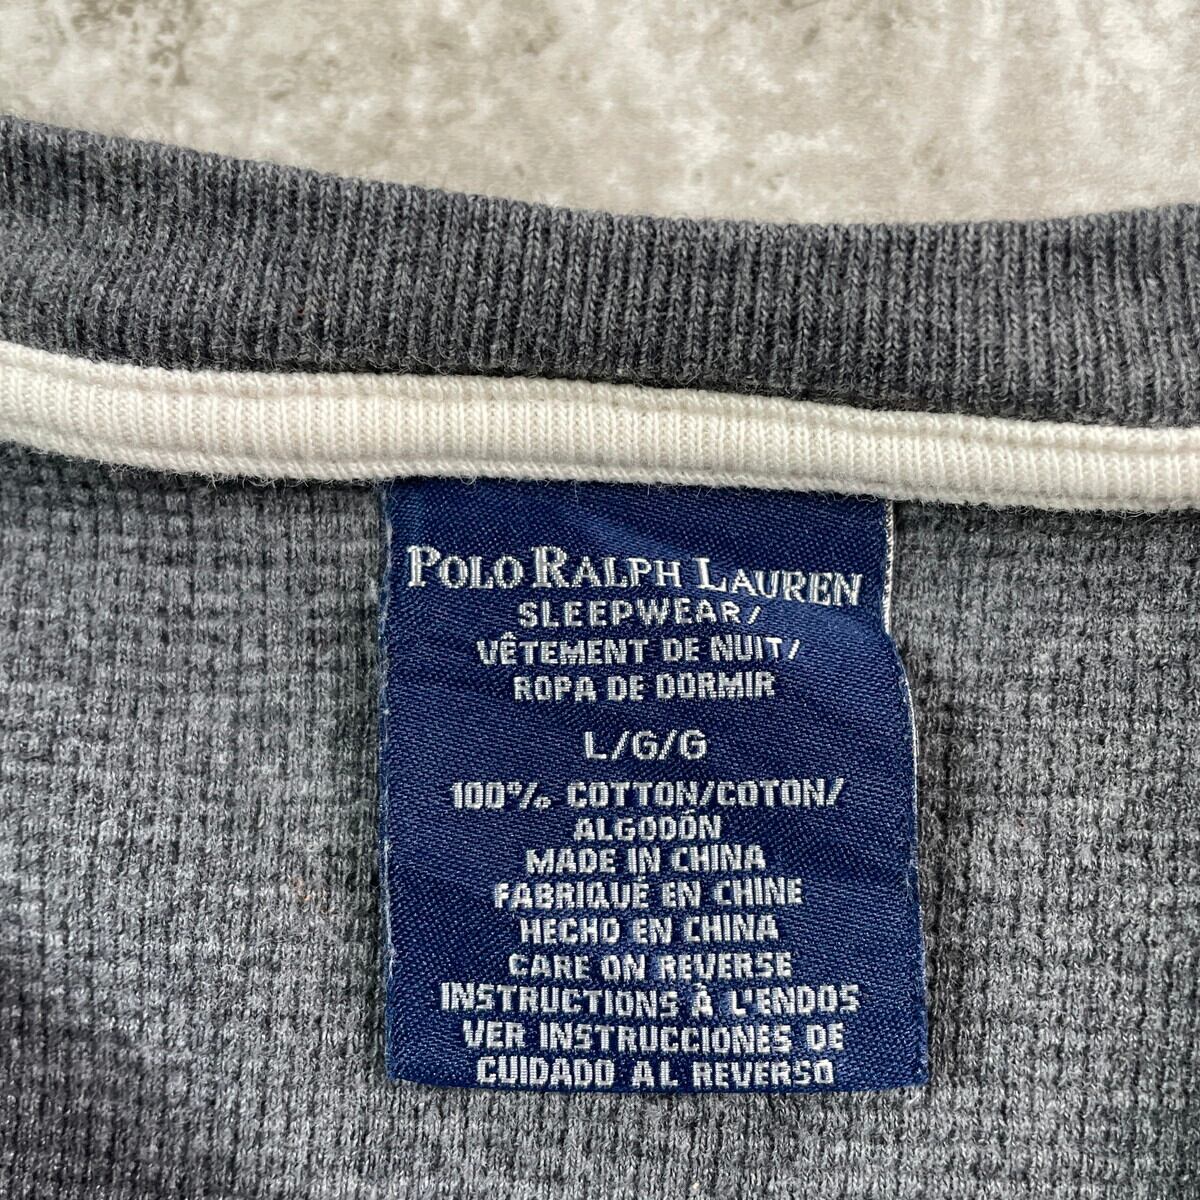 POLO RALPH LAUREN
SLEEPWEAR/
VÊTEMENT DE NUIT/
ROPA DE DORMIR
L/G/G
100% COTTON/COTON/
ALGODÓN
MADE IN CHINA
FABRIQUÉ EN CHINE
HECHO EN CHINA
CARE ON REVERSE
INSTRUCTIONS À L'ENDOS
VER INSTRUCCIONES DE
CUIDADO AL REVERSO